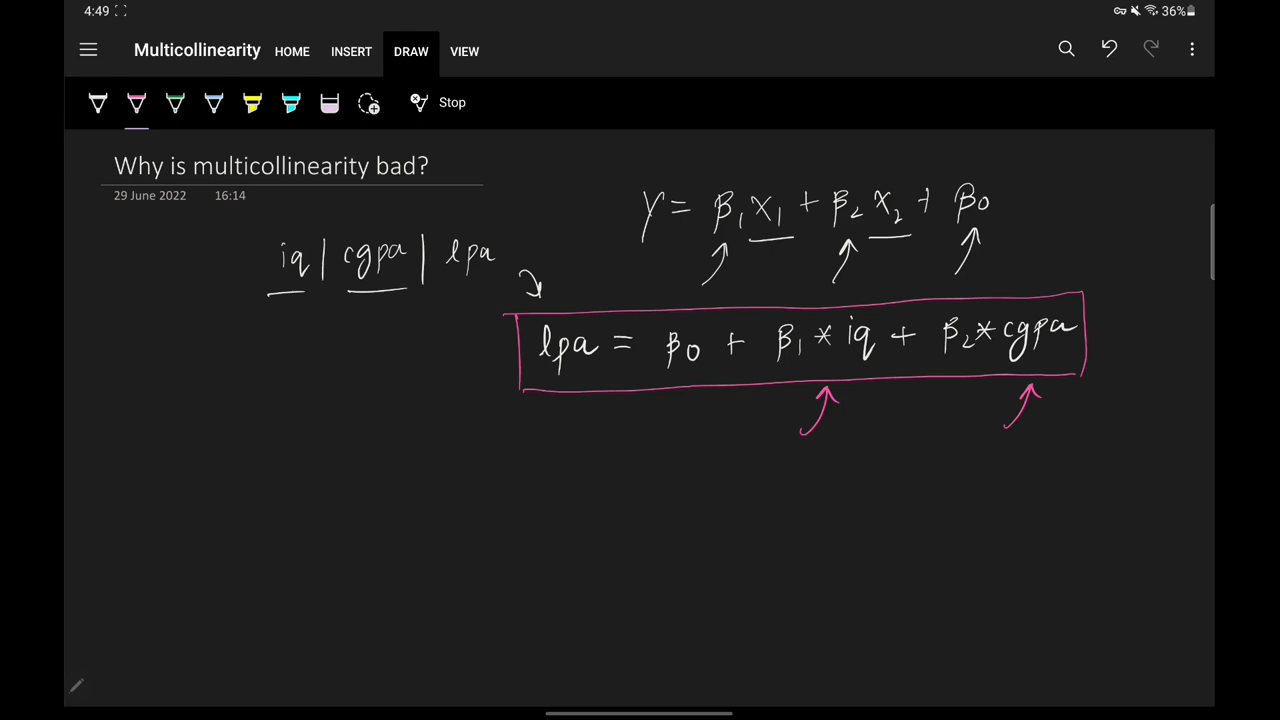 4:49 36%
Multicollinearity HOME INSERT DRAW VIEW
Stop
Why is multicollinearity bad?
29 June 2022 16:14
Y = β₁ X₁ + β₂ X₂ + β₀
iq | cgpa | lpa
lpa = β₀ + β₁ * iq + β₂ * cgpa